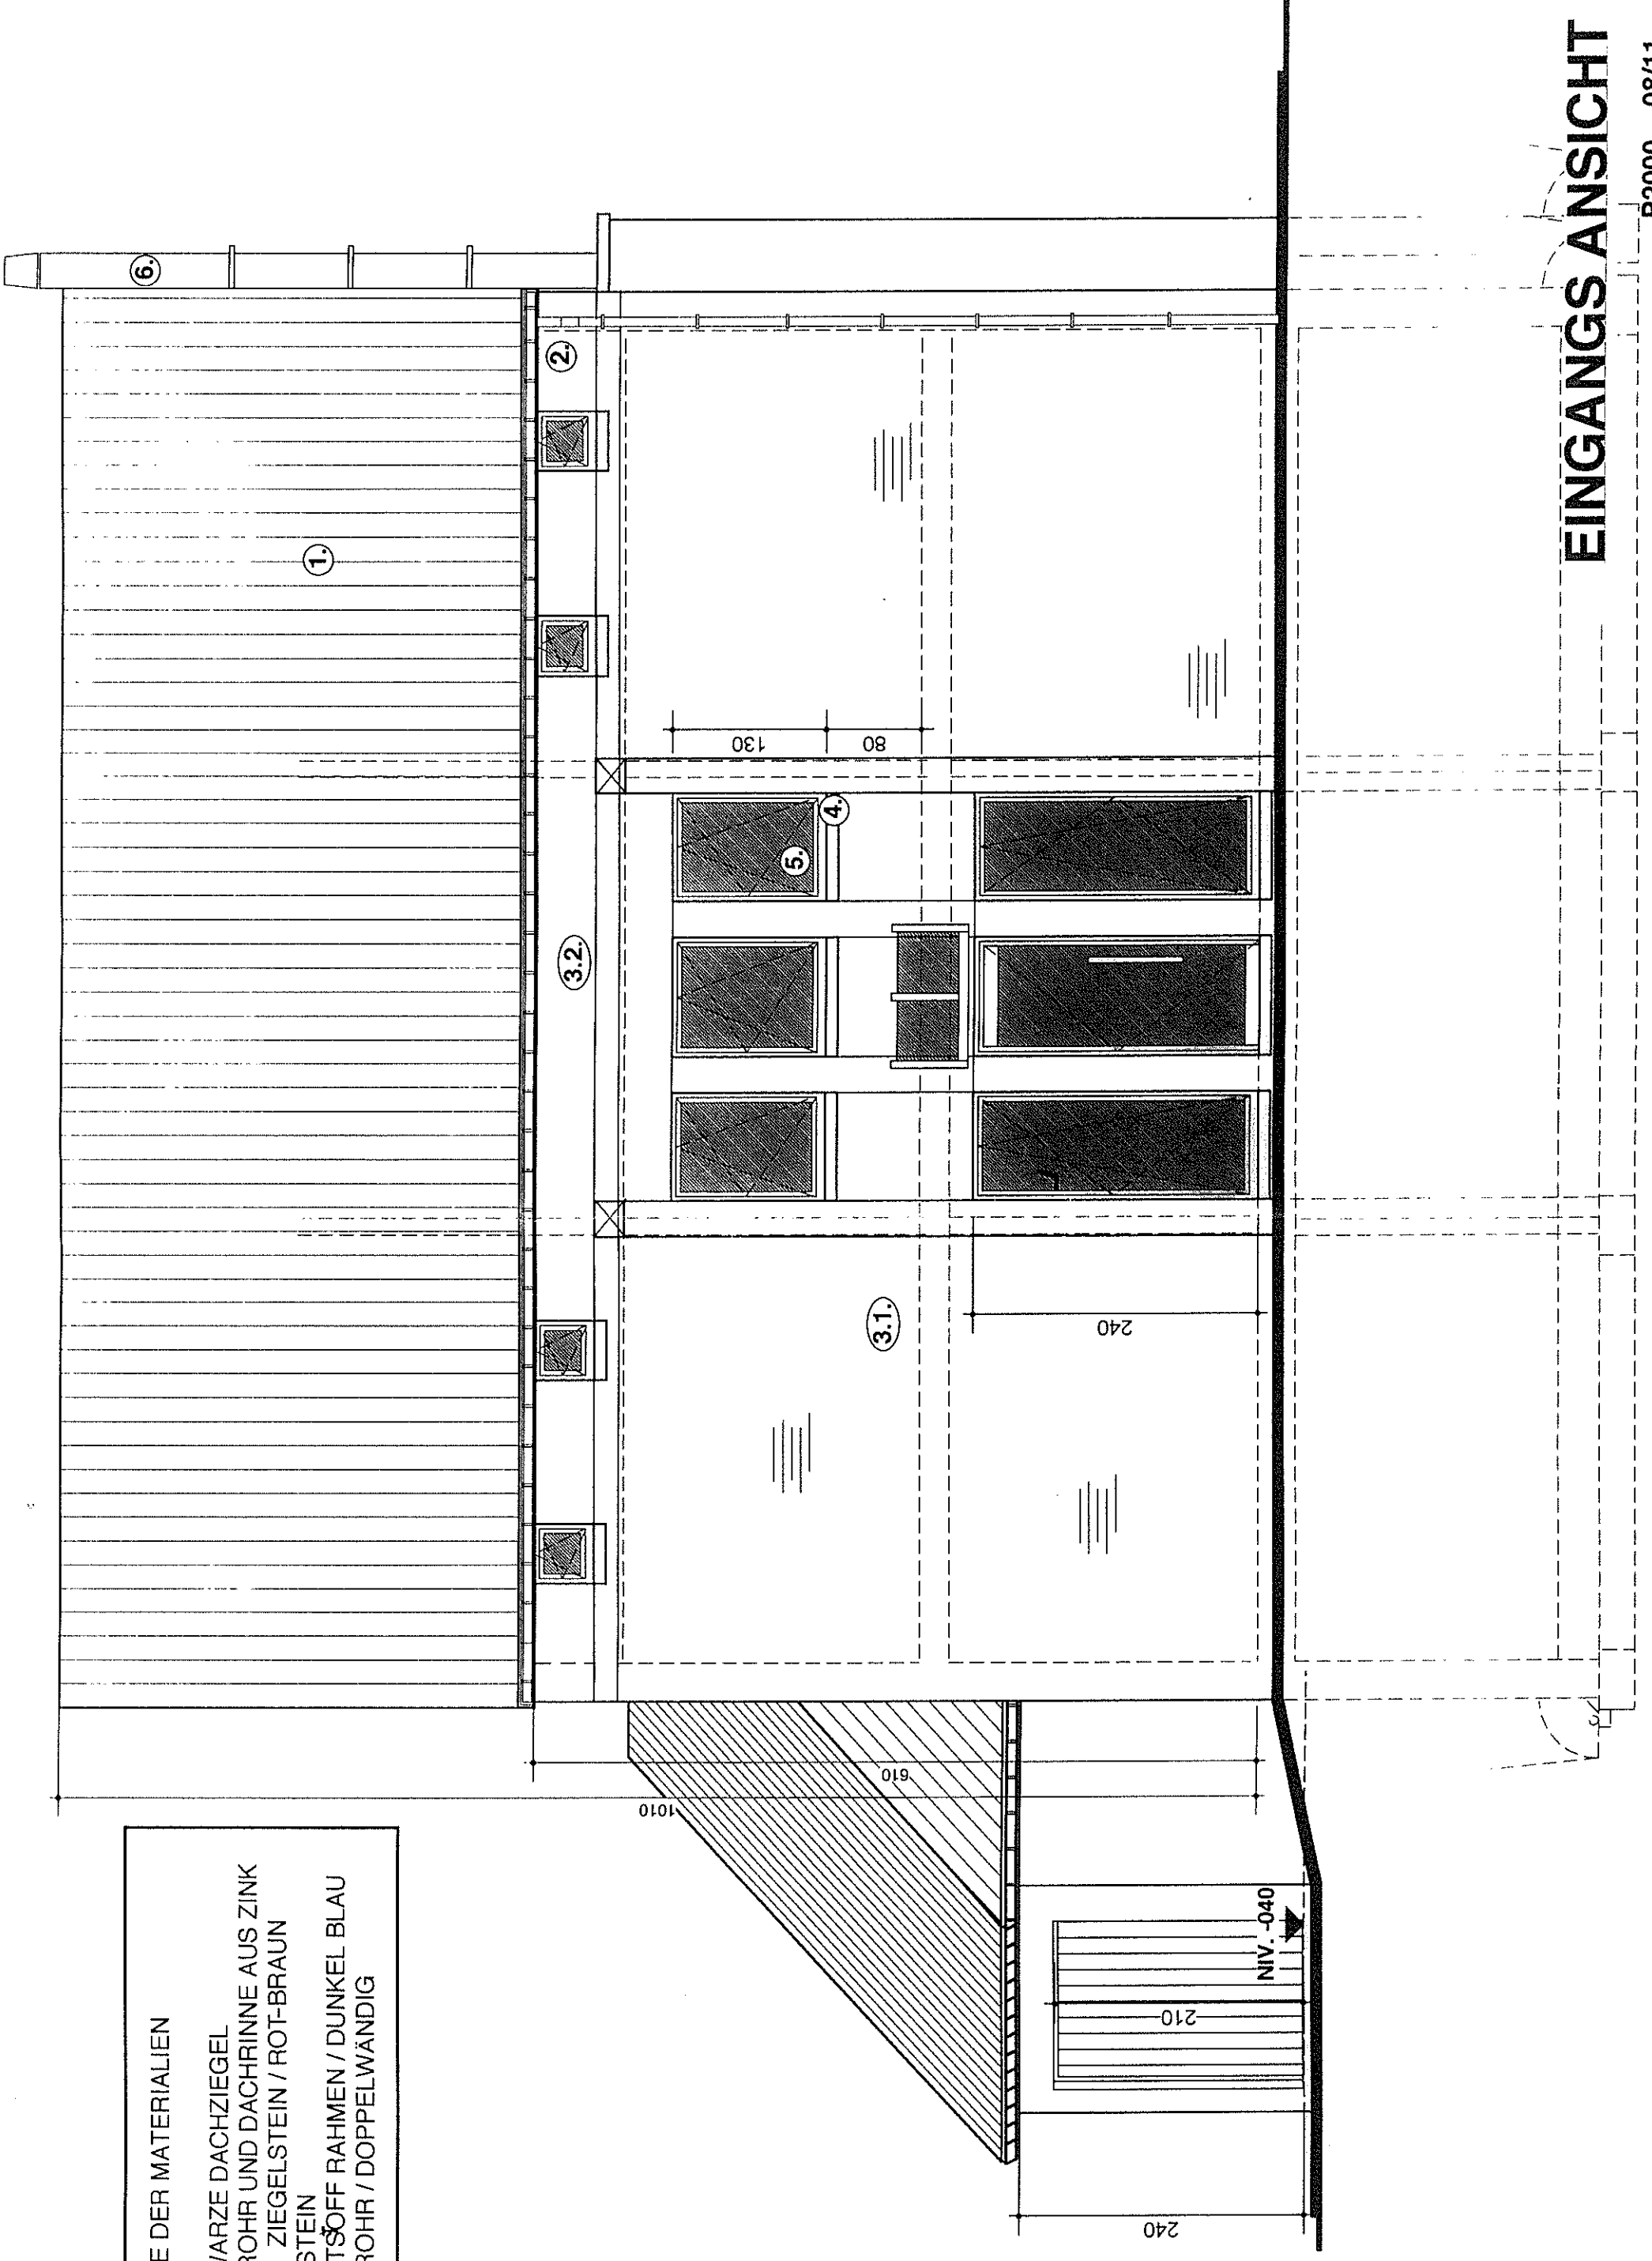 E DER MATERIALIEN
ARZE DACHZIEGEL
ROHR UND DACHRINNE AUS ZINK
ZIEGELSTEIN / ROT-BRAUN
STEIN
TSOFF RAHMEN / DUNKEL BLAU
ROHR / DOPPELWÄNDIG
6.
1.
2.
3.2.
130
80
4.
5.
3.1.
240
610
1010
NIV. -040
210
240
EINGANGS ANSICHT